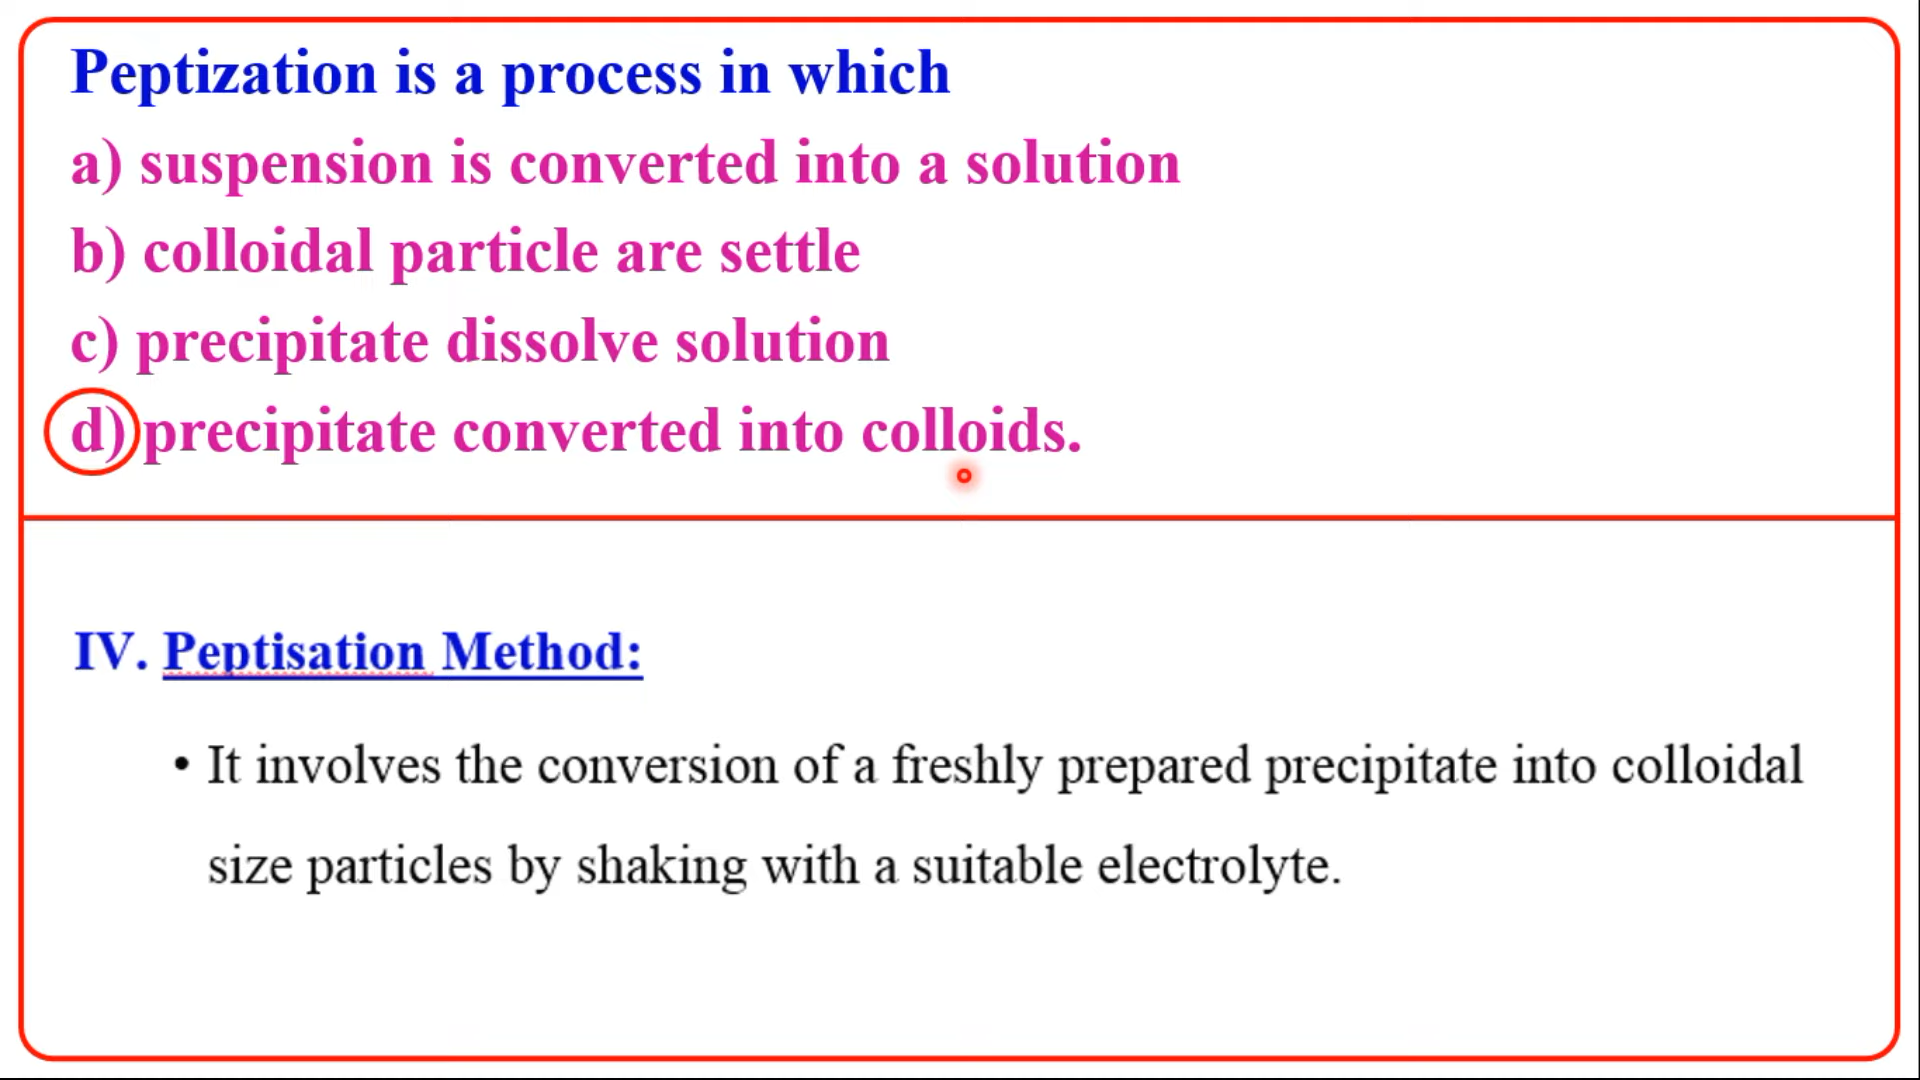 Peptization is a process in which
a) suspension is converted into a solution
b) colloidal particle are settle
c) precipitate dissolve solution
d) precipitate converted into colloids.
IV. Peptisation Method:
• It involves the conversion of a freshly prepared precipitate into colloidal
size particles by shaking with a suitable electrolyte.